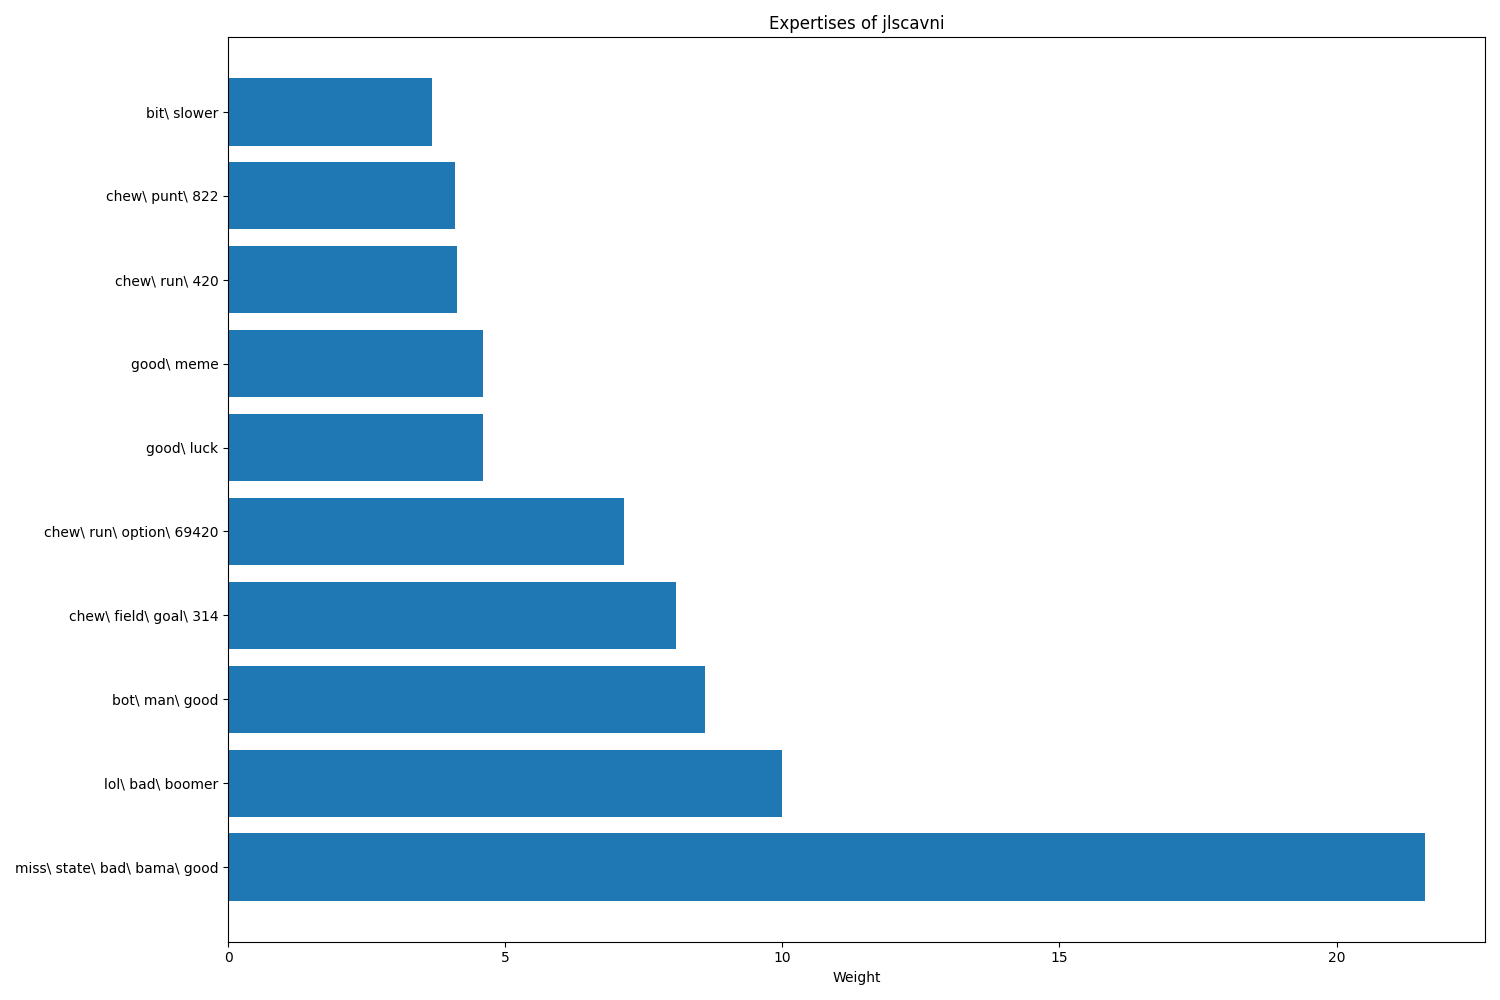 Expertises of jlscavni
bit\ slower
chew\ punt\ 822
chew\ run\ 420
good\ meme
good\ luck
chew\ run\ option\ 69420
chew\ field\ goal\ 314
bot\ man\ good
lol\ bad\ boomer
miss\ state\ bad\ bama\ good
0 5 10 15 20
Weight